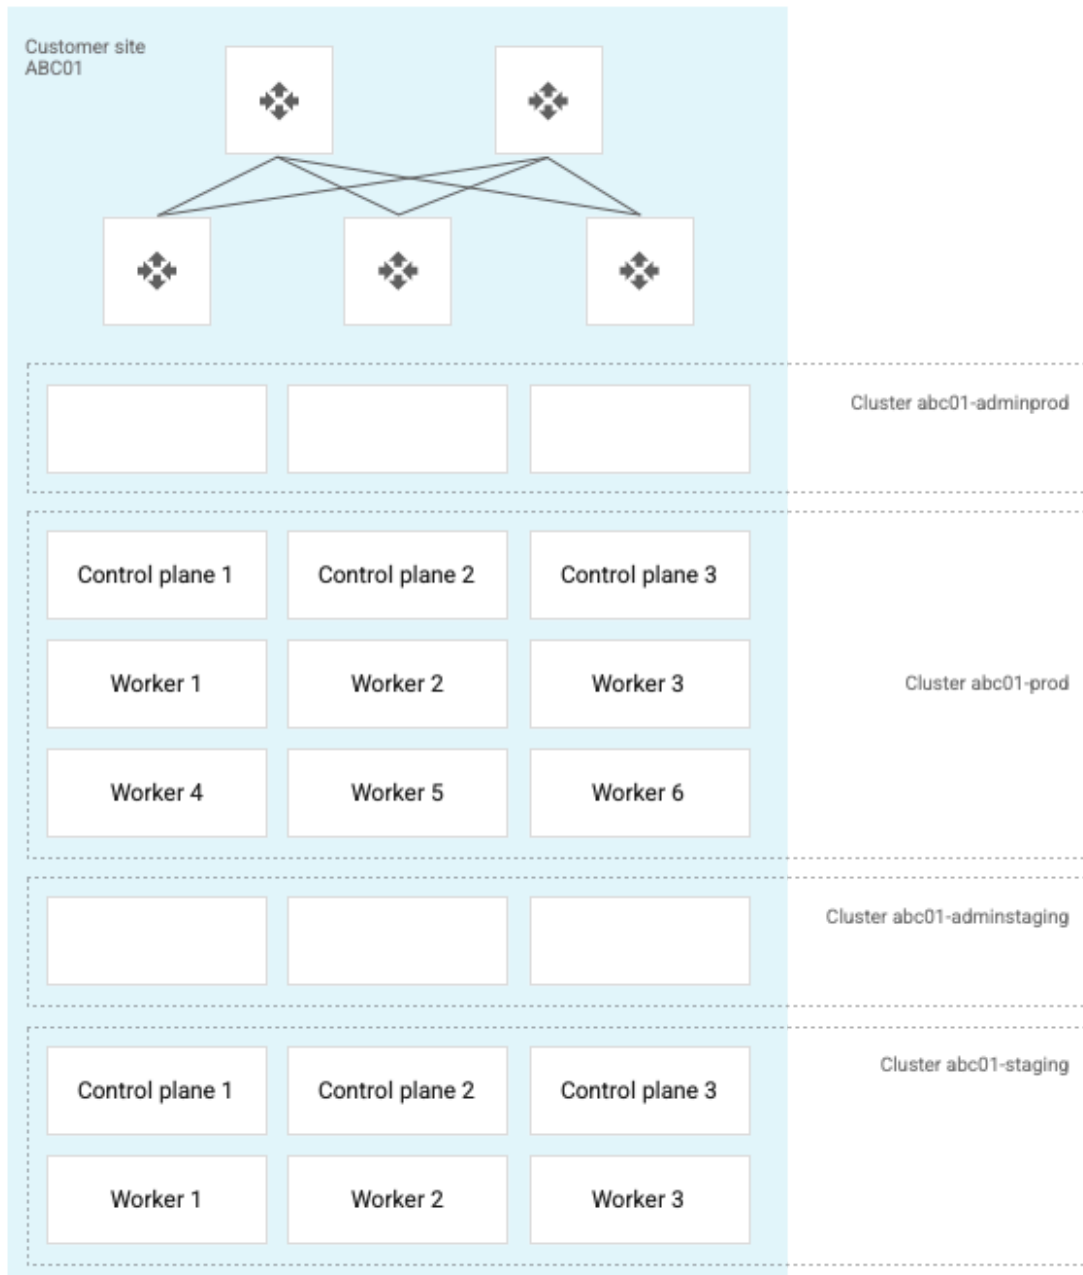 Customer site
ABC01
Cluster abc01-adminprod
Control plane 1
Control plane 2
Control plane 3
Worker 1
Worker 2
Worker 3
Cluster abc01-prod
Worker 4
Worker 5
Worker 6
Cluster abc01-adminstaging
Cluster abc01-staging
Control plane 1
Control plane 2
Control plane 3
Worker 1
Worker 2
Worker 3